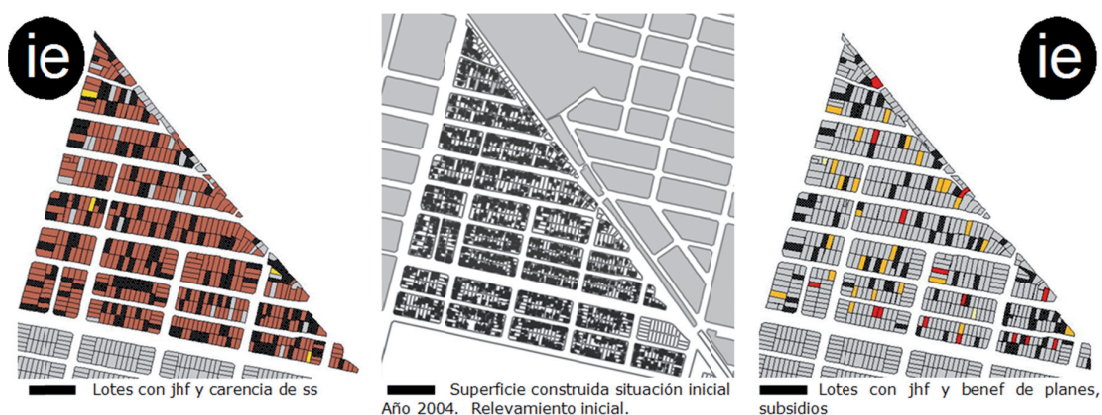 ie
ie
Lotes con jhf y carencia de ss
Superficie construida situación inicial
Año 2004. Relevamiento inicial.
Lotes con jhf y benef de planes,
subsidios